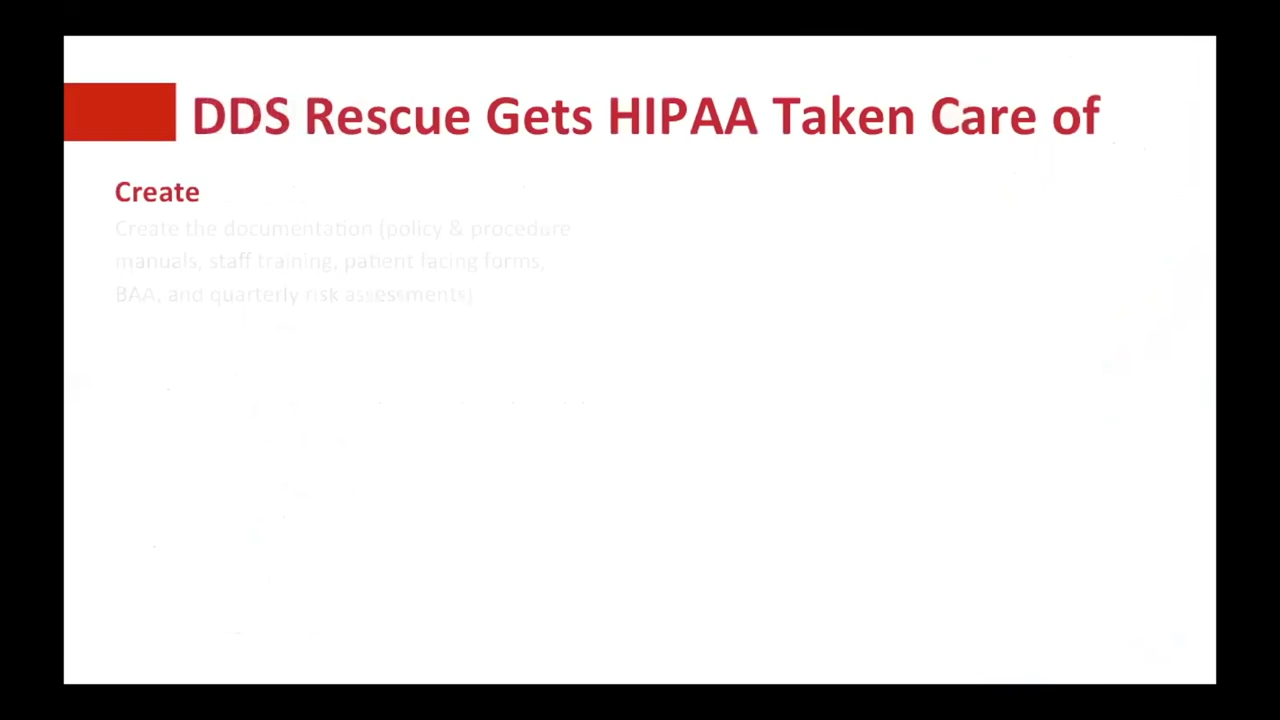 DDS Rescue Gets HIPAA Taken Care of
Create
Create the documentation (policy & procedure
manuals, staff training, patient facing forms,
BAA, and quarterly risk assessments)